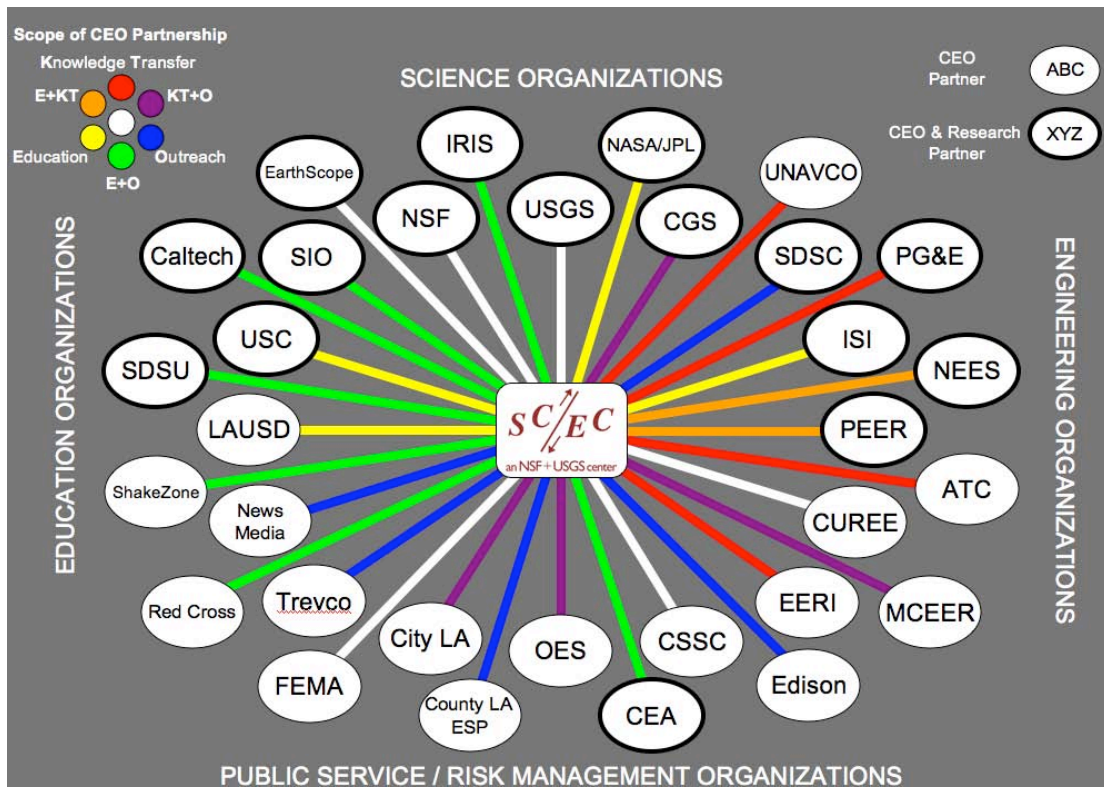 Scope of CEO Partnership
Knowledge Transfer
E+KT
KT+O
Education
Outreach
E+O
SCIENCE ORGANIZATIONS
CEO
Partner
ABC
CEO & Research
Partner
XYZ
EDUCATION ORGANIZATIONS
ENGINEERING ORGANIZATIONS
EarthScope
IRIS
NASA/JPL
UNAVCO
NSF
USGS
CGS
Caltech
SIO
SDSC
PG&E
USC
ISI
SDSU
NEES
LAUSD
PEER
SC/EC
an NSF+USGS center
ShakeZone
News
Media
CUREE
ATC
Red Cross
Trevco
EERI
MCEER
City LA
OES
CSSC
FEMA
County LA
ESP
CEA
Edison
PUBLIC SERVICE / RISK MANAGEMENT ORGANIZATIONS